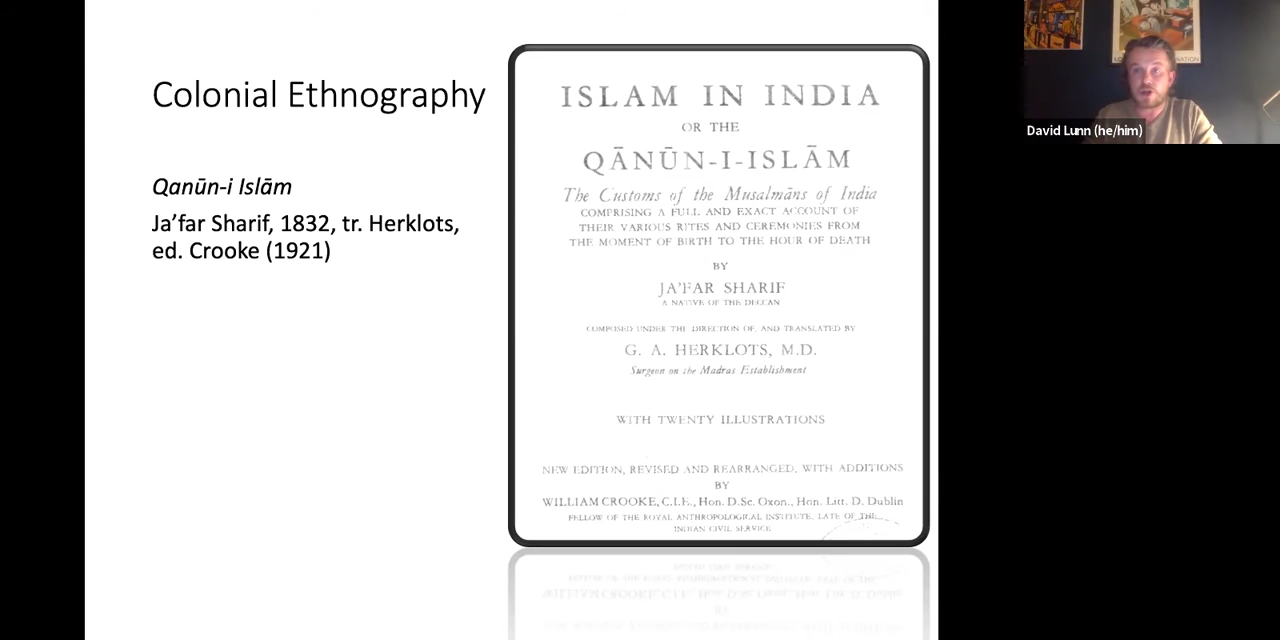 Colonial Ethnography
Qanūn-i Islām
Ja’far Sharif, 1832, tr. Herklots,
ed. Crooke (1921)
ISLAM IN INDIA
OR THE
QĀNŪN-I-ISLĀM
The Customs of the Musalmāns of India
COMPRISING A FULL AND EXACT ACCOUNT OF
THEIR VARIOUS RITES AND CEREMONIES FROM
THE MOMENT OF BIRTH TO THE HOUR OF DEATH
BY
JA’FAR SHARIF
A NATIVE OF THE DECCAN
COMPOSED UNDER THE DIRECTION OF, AND TRANSLATED BY
G. A. HERKLOTS, M.D.
Surgeon on the Madras Establishment
WITH TWENTY ILLUSTRATIONS
NEW EDITION, REVISED AND REARRANGED, WITH ADDITIONS
BY
WILLIAM CROOKE, C.I.E., Hon. D.Sc. Oxon., Hon. Litt. D. Dublin
FELLOW OF THE ROYAL ANTHROPOLOGICAL INSTITUTE, LATE OF THE
INDIAN CIVIL SERVICE
David Lunn (he/him)